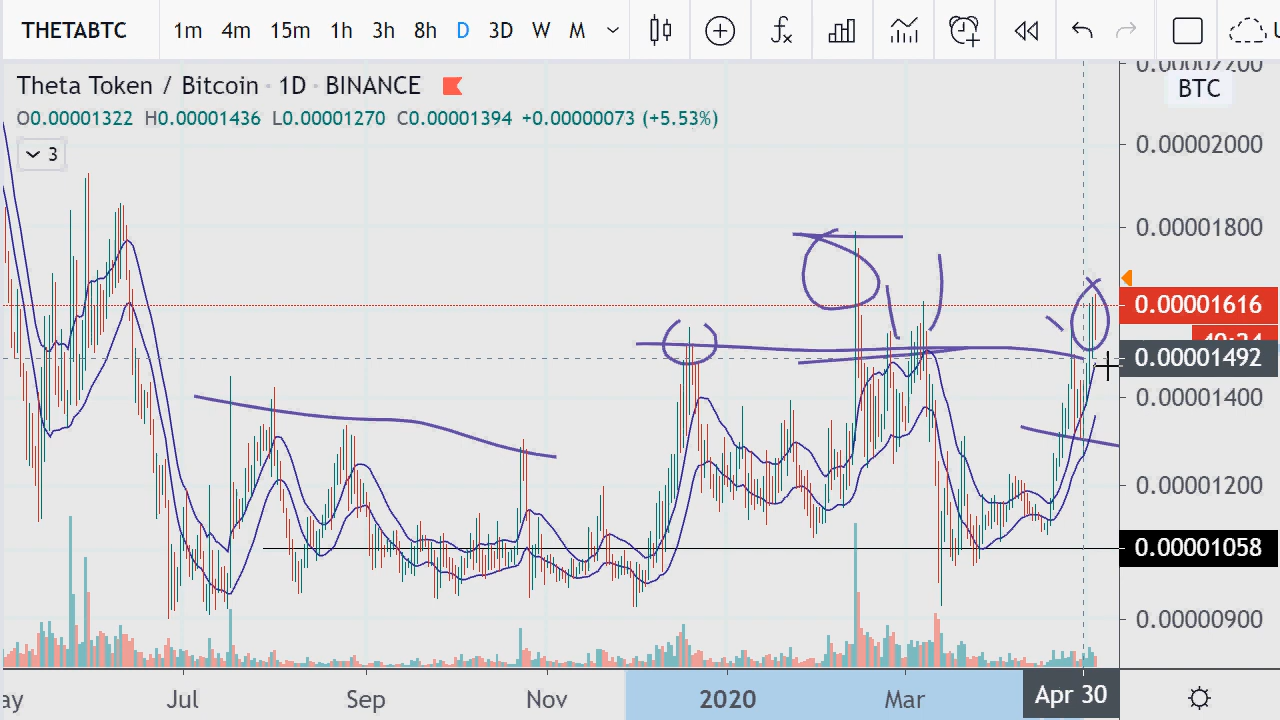 THETABTC 1m 4m 15m 1h 3h 8h D 3D W M
Theta Token / Bitcoin · 1D · BINANCE
O0.00001322 H0.00001436 L0.00001270 C0.00001394 +0.00000073 (+5.53%)
3
BTC
0.00002000
0.00001800
0.00001616
0.00001492
0.00001400
0.00001200
0.00001058
0.00000900
Jul Sep Nov 2020 Mar Apr 30